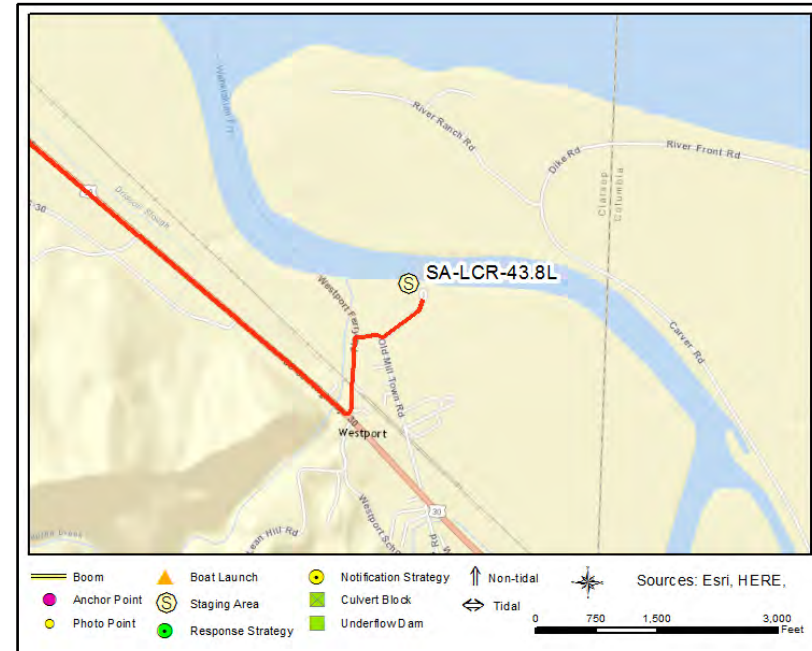 River Ranch Rd
Dike Rd
River Front Rd
Clatsop
Columbia
SA-LCR-43.8L
S
Carver Rd
Westport Ferry
Old Mill Town Rd
Driscoll Slough
30
Westport
30
Boom
Anchor Point
Photo Point
Boat Launch
S Staging Area
Response Strategy
Notification Strategy
Culvert Block
Underflow Dam
Non-tidal
Tidal
Sources: Esri, HERE,
0 750 1,500 3,000
Feet